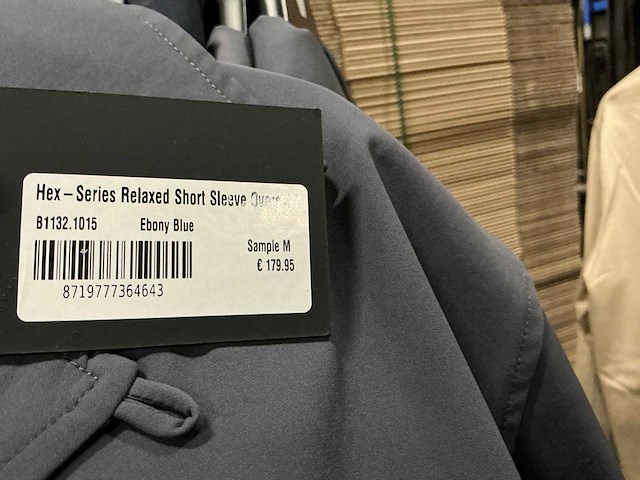 Hex-Series Relaxed Short Sleeve
B1132.1015 Ebony Blue
Sample M
€ 179.95
8719777364643